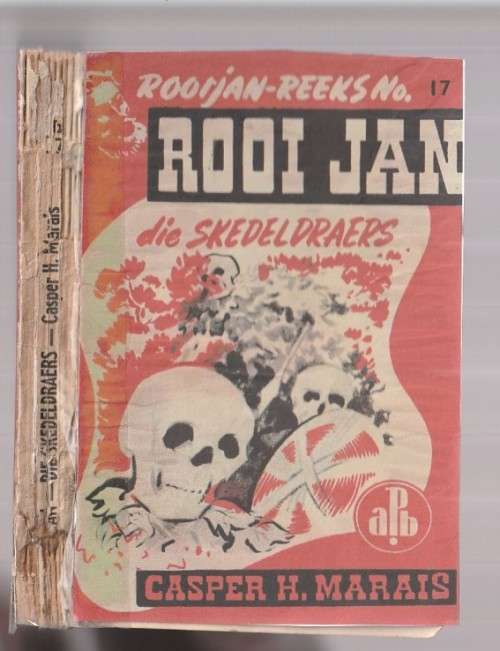 ROOIJAN-REEKS No. 17
ROOI JAN
die SKEDELDRAERS
aPb
CASPER H. MARAIS
— DIE SKEDELDRAERS — Casper H. Marais